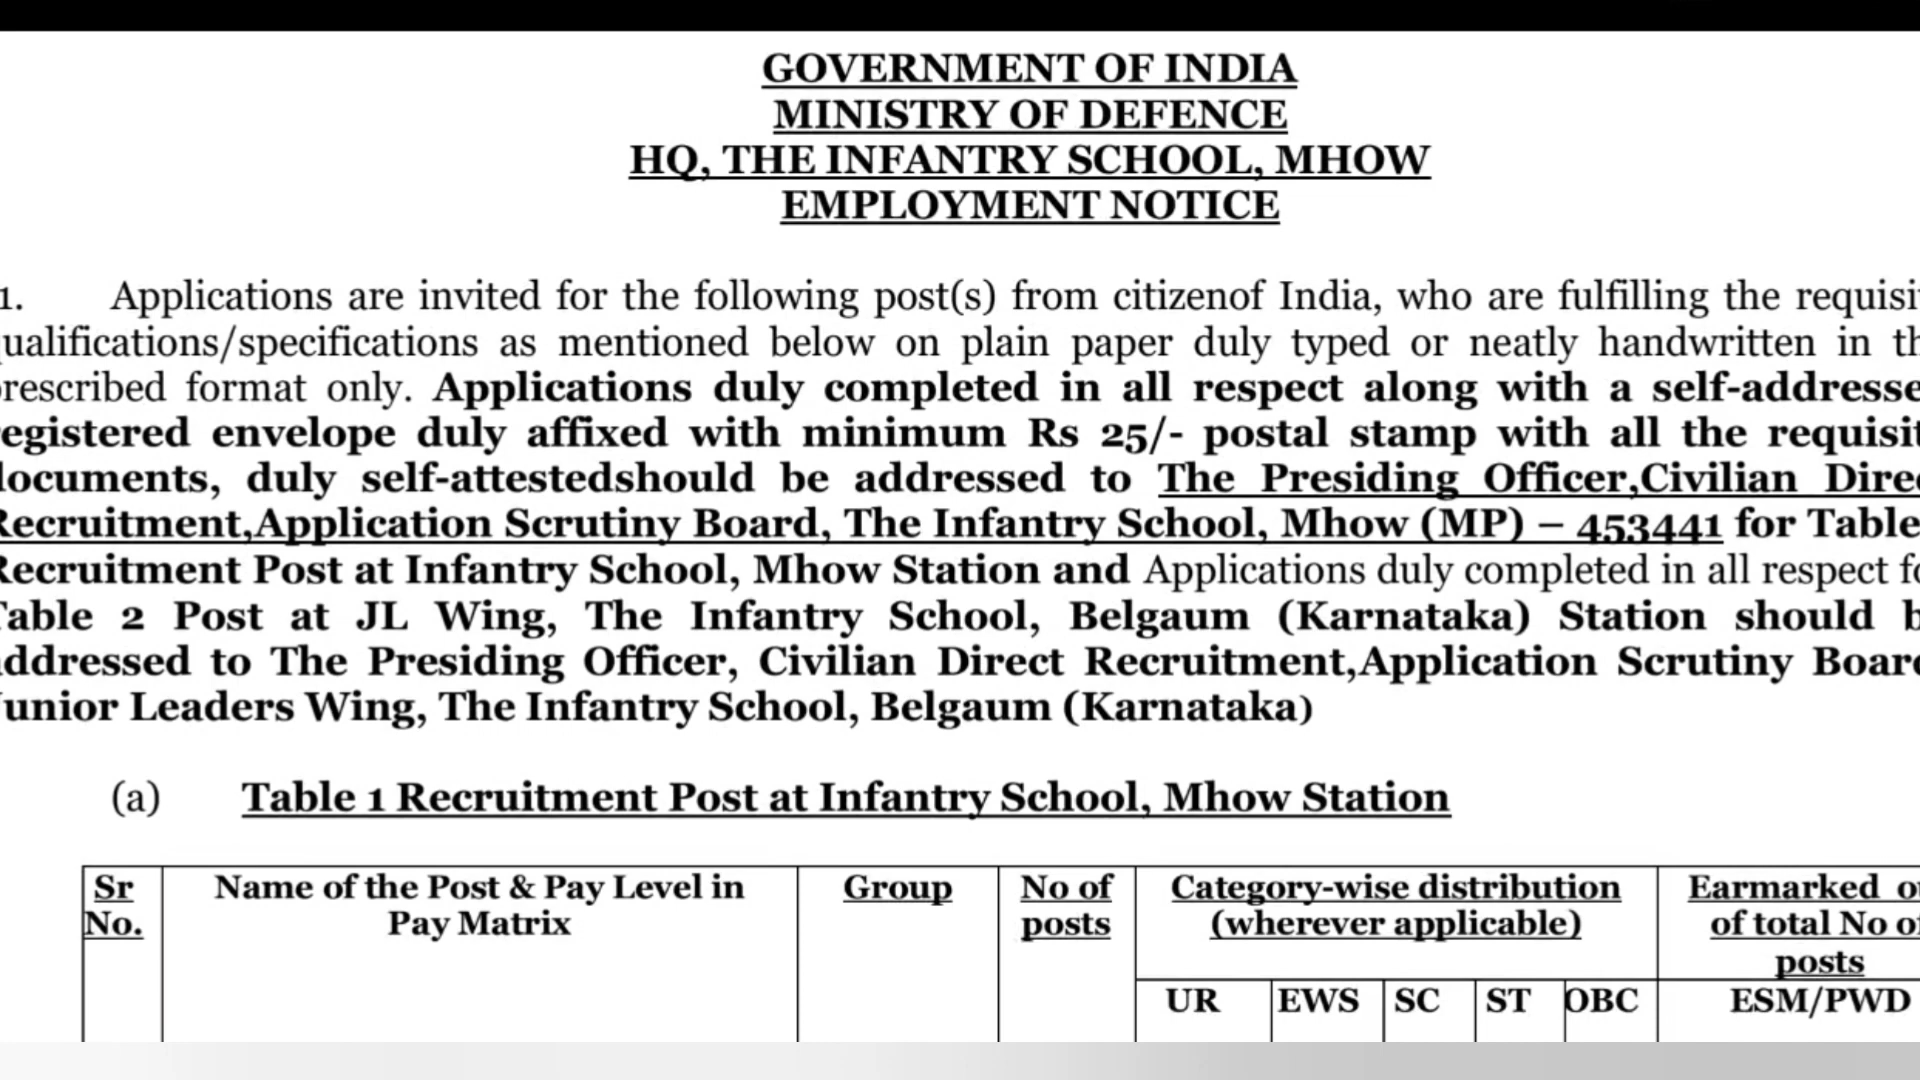 GOVERNMENT OF INDIA
MINISTRY OF DEFENCE
HQ, THE INFANTRY SCHOOL, MHOW
EMPLOYMENT NOTICE
1. Applications are invited for the following post(s) from citizenof India, who are fulfilling the requisi
ualifications/specifications as mentioned below on plain paper duly typed or neatly handwritten in th
rescribed format only. Applications duly completed in all respect along with a self-addresse
egistered envelope duly affixed with minimum Rs 25/- postal stamp with all the requisit
ocuments, duly self-attestedshould be addressed to The Presiding Officer,Civilian Direc
Recruitment,Application Scrutiny Board, The Infantry School, Mhow (MP) – 453441 for Table
Recruitment Post at Infantry School, Mhow Station and Applications duly completed in all respect fo
Table 2 Post at JL Wing, The Infantry School, Belgaum (Karnataka) Station should b
ddressed to The Presiding Officer, Civilian Direct Recruitment,Application Scrutiny Board
Junior Leaders Wing, The Infantry School, Belgaum (Karnataka)
(a) Table 1 Recruitment Post at Infantry School, Mhow Station
Sr Name of the Post & Pay Level in Group No of Category-wise distribution Earmarked ou
No. Pay Matrix posts (wherever applicable) of total No of
posts
UR EWS SC ST OBC ESM/PWD